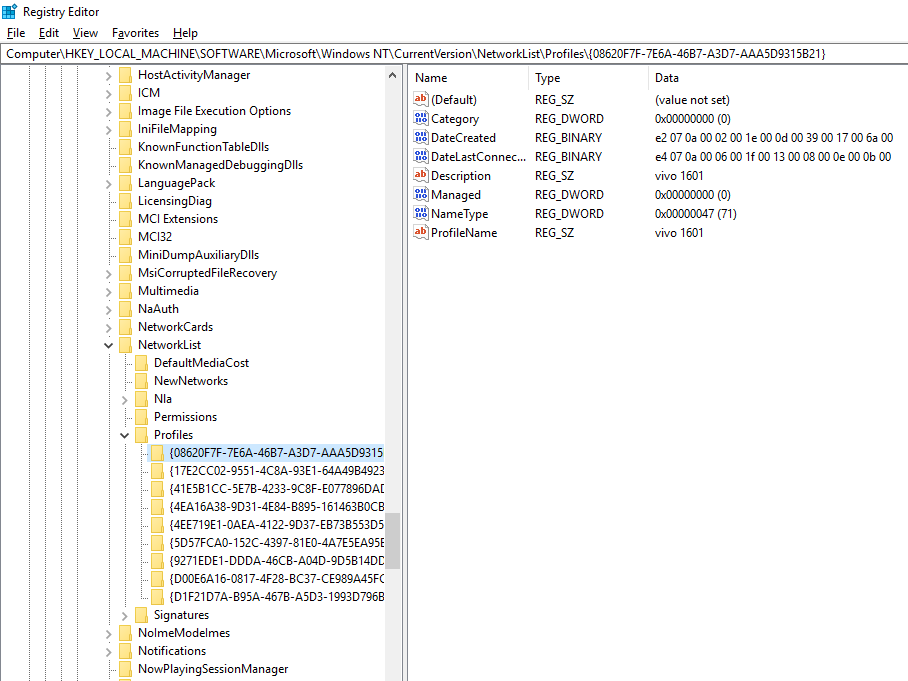 Registry Editor
File Edit View Favorites Help
Computer\HKEY_LOCAL_MACHINE\SOFTWARE\Microsoft\Windows NT\CurrentVersion\NetworkList\Profiles\{08620F7F-7E6A-46B7-A3D7-AAA5D9315B21}
HostActivityManager
ICM
Image File Execution Options
IniFileMapping
KnownFunctionTableDlls
KnownManagedDebuggingDlls
LanguagePack
LicensingDiag
MCI Extensions
MCI32
MiniDumpAuxiliaryDlls
MsiCorruptedFileRecovery
Multimedia
NaAuth
NetworkCards
NetworkList
DefaultMediaCost
NewNetworks
Nla
Permissions
Profiles
{08620F7F-7E6A-46B7-A3D7-AAA5D9315
{17E2CC02-9551-4C8A-93E1-64A49B4923
{41E5B1CC-5E7B-4233-9C8F-E077896DAD
{4EA16A38-9D31-4E84-B895-161463B0CB
{4EE719E1-0AEA-4122-9D37-EB73B553D5
{5D57FCA0-152C-4397-81E0-4A7E5EA95E
{9271EDE1-DDDA-46CB-A04D-9D5B14DD
{D00E6A16-0817-4F28-BC37-CE989A45FC
{D1F21D7A-B95A-467B-A5D3-1993D796B
Signatures
NoImeModeImes
Notifications
NowPlayingSessionManager
Name Type Data
ab (Default) REG_SZ (value not set)
Category REG_DWORD 0x00000000 (0)
DateCreated REG_BINARY e2 07 0a 00 02 00 1e 00 0d 00 39 00 17 00 6a 00
DateLastConnec... REG_BINARY e4 07 0a 00 06 00 1f 00 13 00 08 00 0e 00 0b 00
ab Description REG_SZ vivo 1601
Managed REG_DWORD 0x00000000 (0)
NameType REG_DWORD 0x00000047 (71)
ab ProfileName REG_SZ vivo 1601